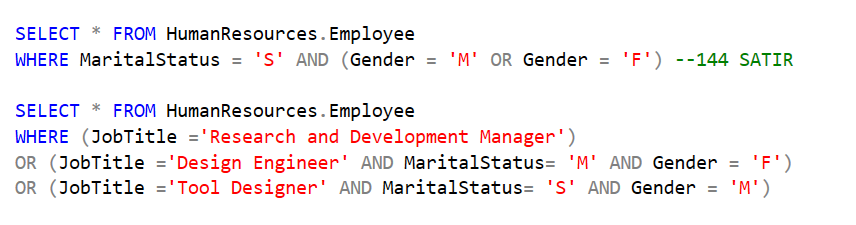 SELECT * FROM HumanResources.Employee
WHERE MaritalStatus = 'S' AND (Gender = 'M' OR Gender = 'F') --144 SATIR
SELECT * FROM HumanResources.Employee
WHERE (JobTitle ='Research and Development Manager')
OR (JobTitle ='Design Engineer' AND MaritalStatus= 'M' AND Gender = 'F')
OR (JobTitle ='Tool Designer' AND MaritalStatus= 'S' AND Gender = 'M')